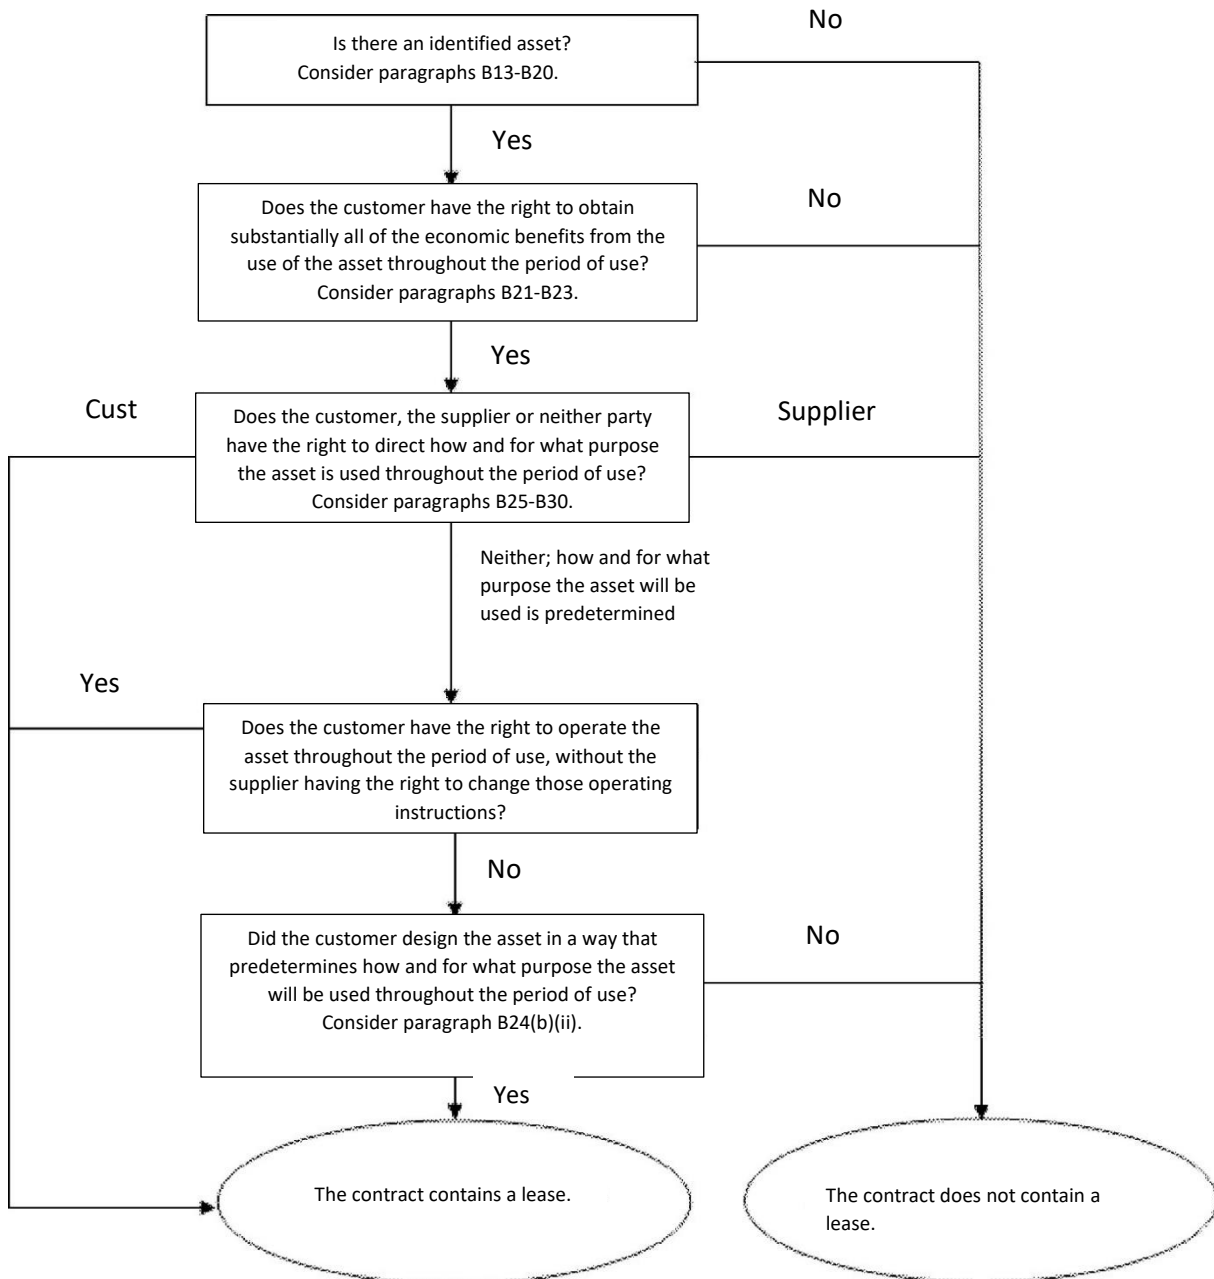 No
Is there an identified asset?
Consider paragraphs B13-B20.
Yes
Does the customer have the right to obtain
substantially all of the economic benefits from the
use of the asset throughout the period of use?
Consider paragraphs B21-B23.
No
Yes
Cust
Does the customer, the supplier or neither party
have the right to direct how and for what purpose
the asset is used throughout the period of use?
Consider paragraphs B25-B30.
Supplier
Neither; how and for what
purpose the asset will be
used is predetermined
Yes
Does the customer have the right to operate the
asset throughout the period of use, without the
supplier having the right to change those operating
instructions?
No
Did the customer design the asset in a way that
predetermines how and for what purpose the asset
will be used throughout the period of use?
Consider paragraph B24(b)(ii).
No
Yes
The contract contains a lease.
The contract does not contain a
lease.